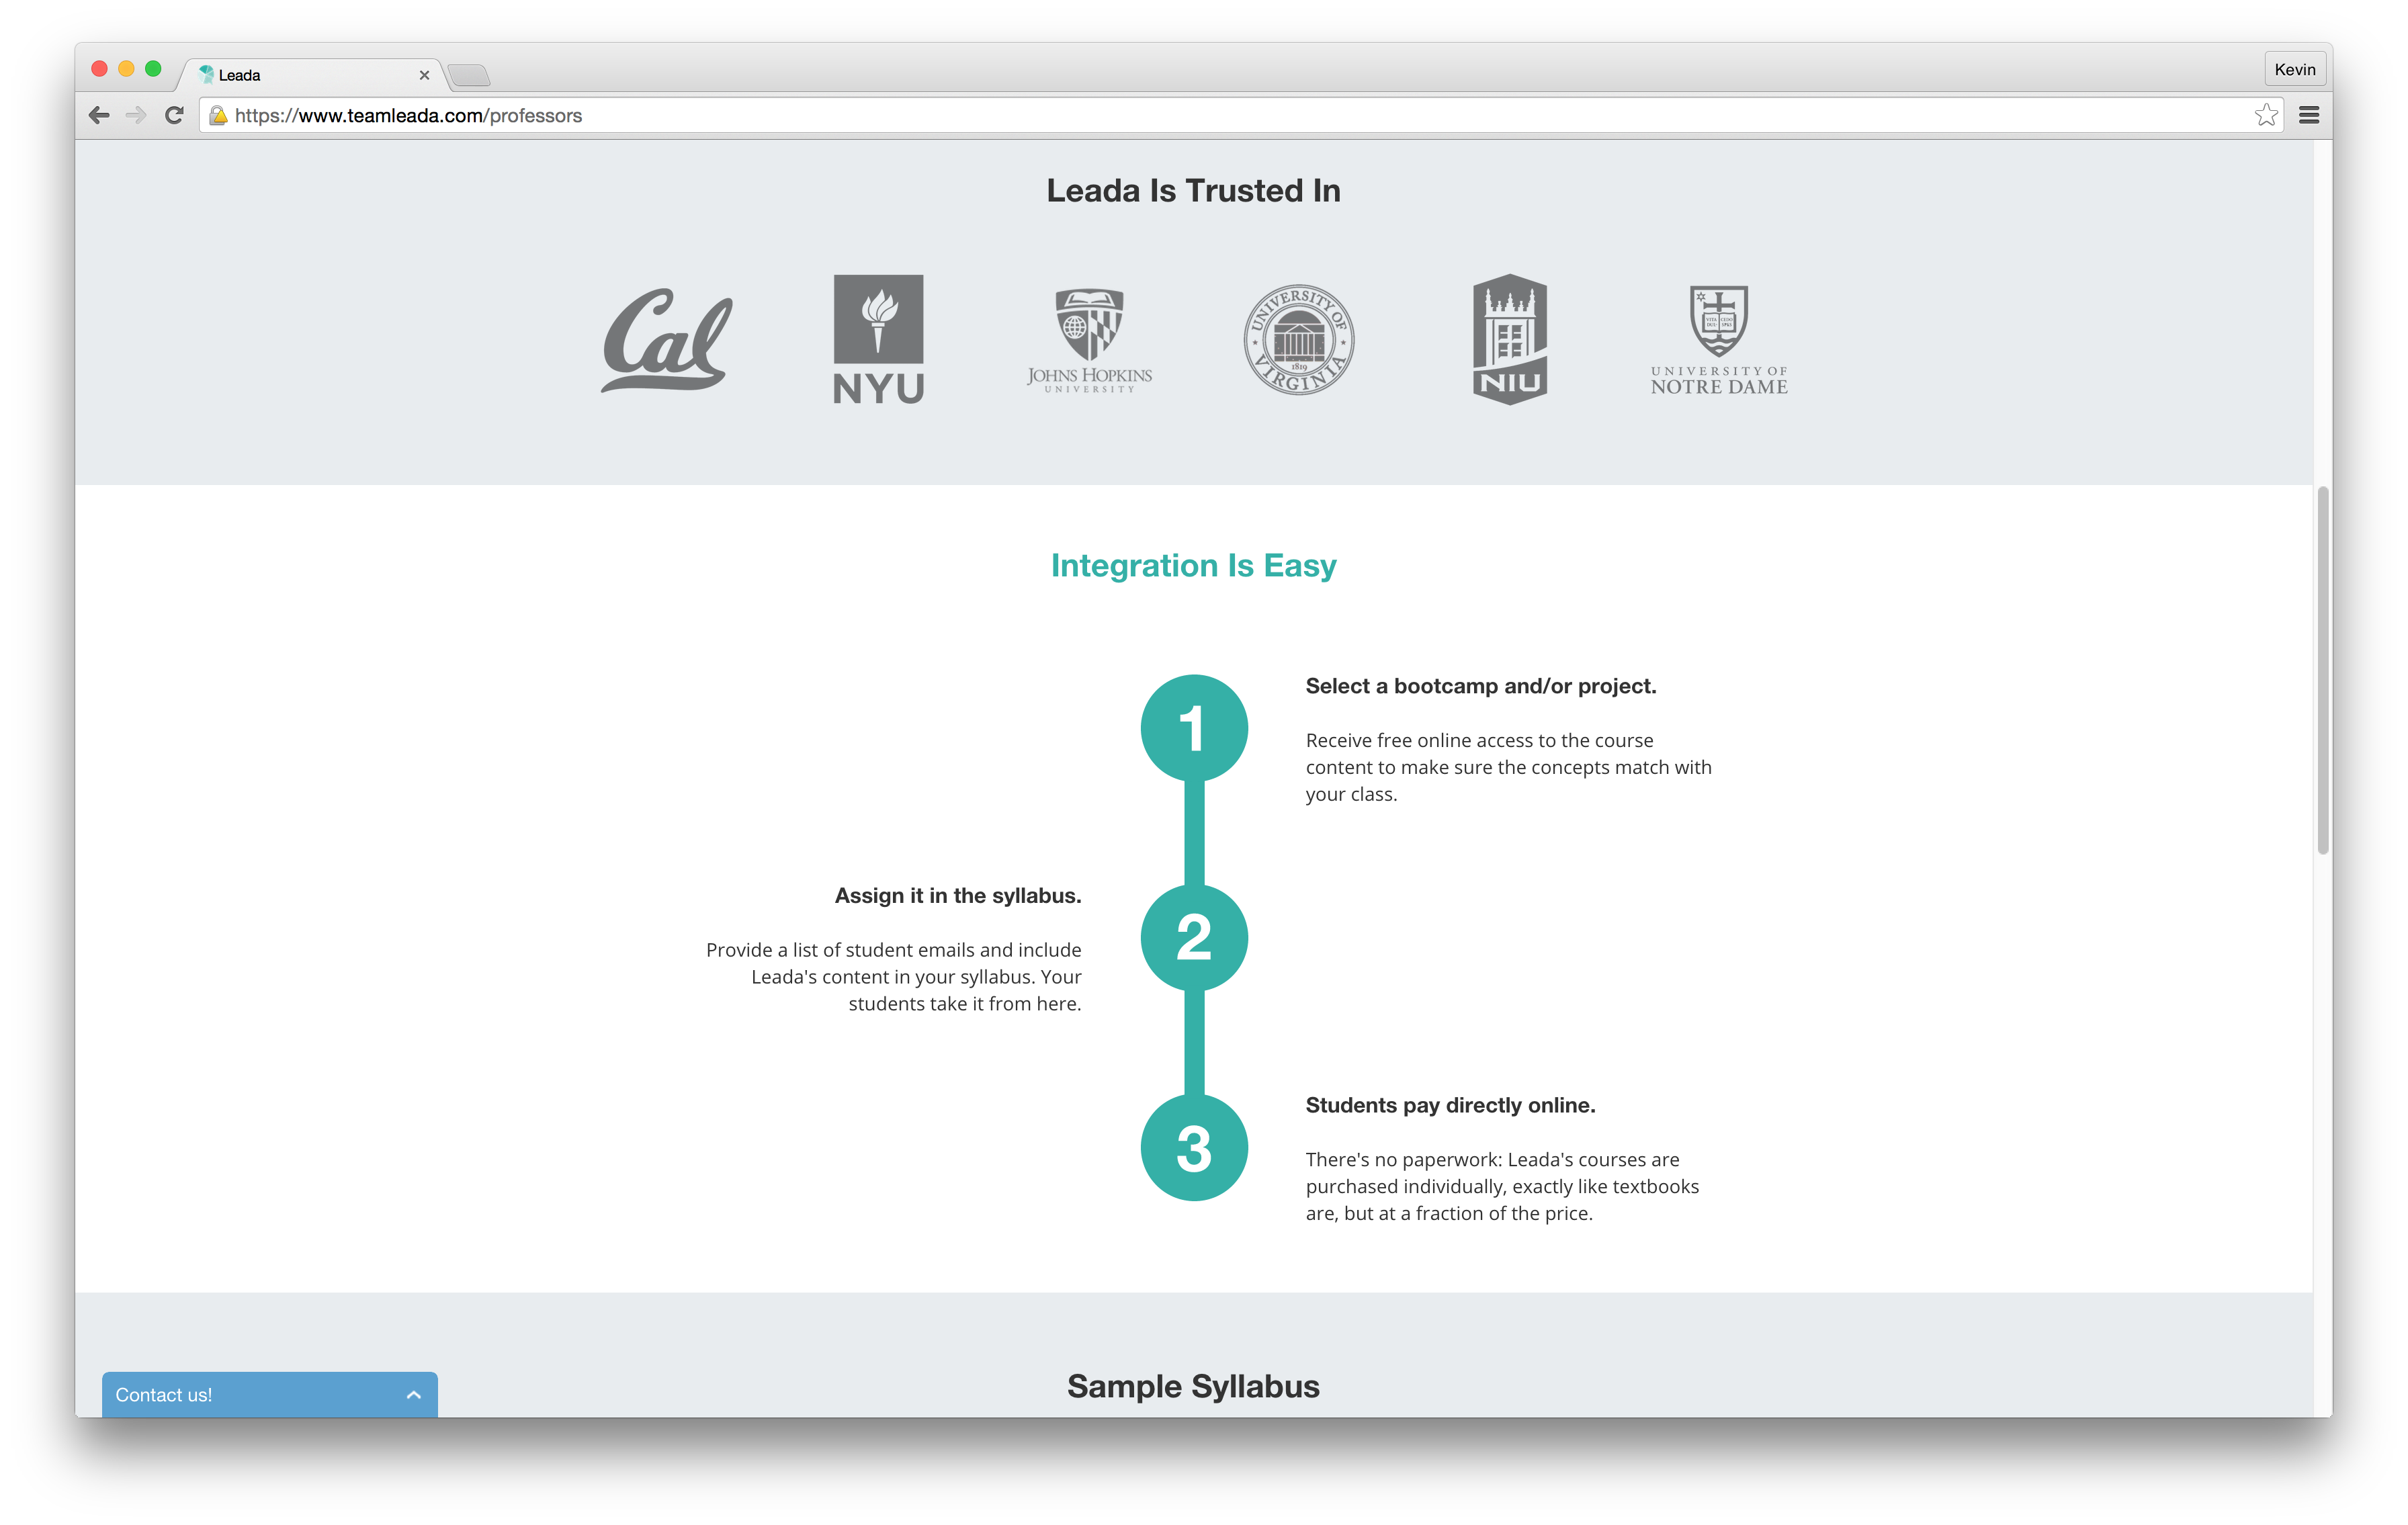 Leada
Kevin
https://www.teamleada.com/professors
Leada Is Trusted In
Cal
NYU
JOHNS HOPKINS
UNIVERSITY
UNIVERSITY OF
VIRGINIA
1819
NIU
VITA CEDO
DUL SPES
UNIVERSITY OF
NOTRE DAME
Integration Is Easy
1
Select a bootcamp and/or project.
Receive free online access to the course
content to make sure the concepts match with
your class.
Assign it in the syllabus.
2
Provide a list of student emails and include
Leada's content in your syllabus. Your
students take it from here.
Students pay directly online.
3
There's no paperwork: Leada's courses are
purchased individually, exactly like textbooks
are, but at a fraction of the price.
Contact us!
Sample Syllabus